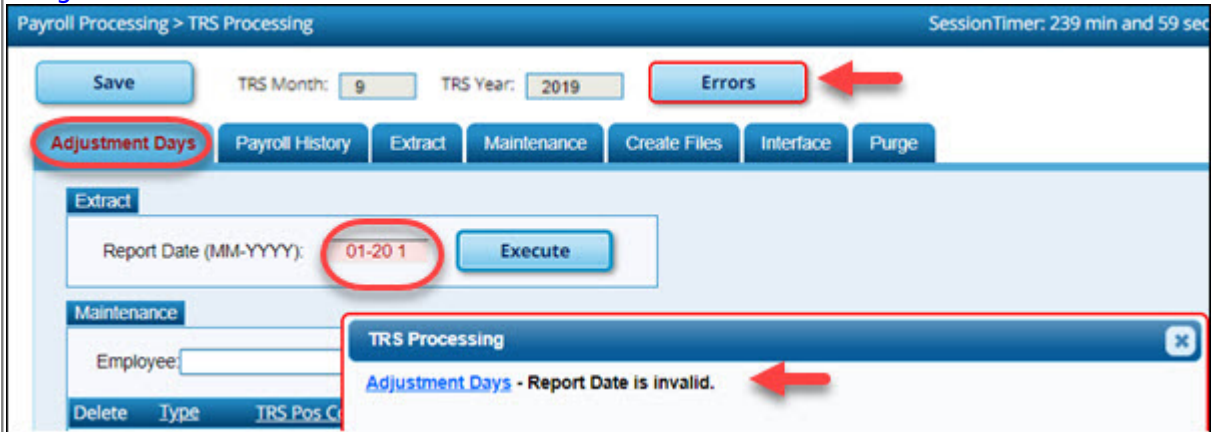 Payroll Processing > TRS Processing SessionTimer: 239 min and 59 sec
Save TRS Month: 9 TRS Year: 2019 Errors
Adjustment Days Payroll History Extract Maintenance Create Files Interface Purge
Extract
Report Date (MM-YYYY): 01-20 1 Execute
Maintenance
TRS Processing
Employee:
Adjustment Days - Report Date is invalid.
Delete Type TRS Pos